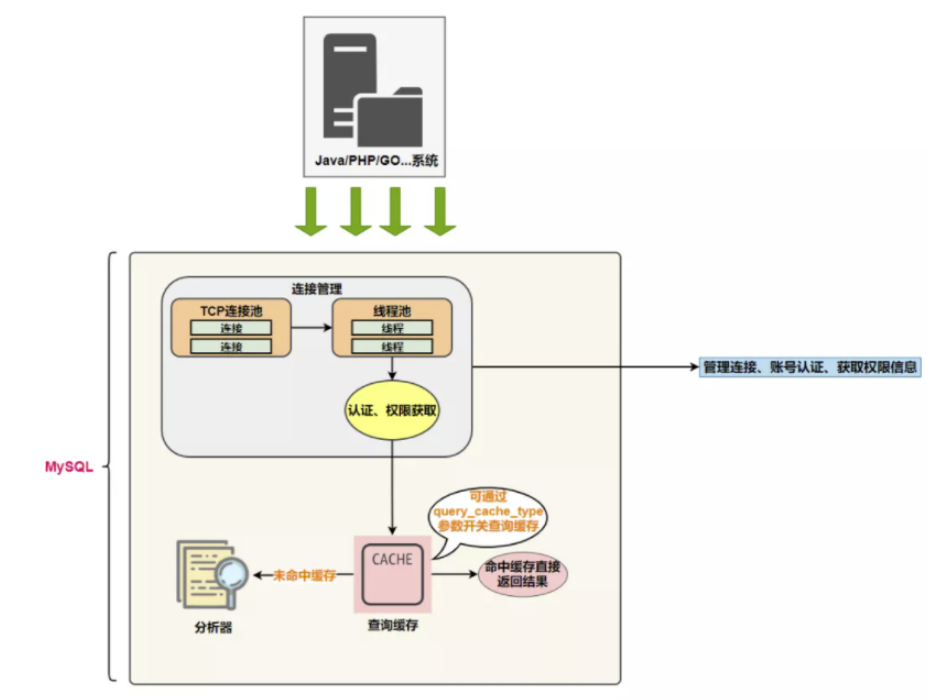 Java/PHP/GO...系统
连接管理
TCP连接池
连接
连接
线程池
线程
线程
管理连接、账号认证、获取权限信息
认证、权限获取
MySQL
可通过
query_cache_type
参数开关查询缓存
CACHE
未命中缓存
命中缓存直接
返回结果
查询缓存
分析器